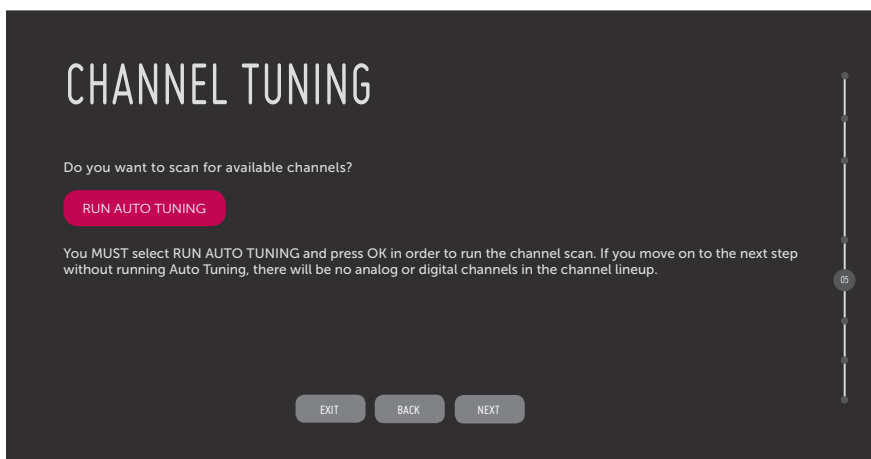 CHANNEL TUNING
Do you want to scan for available channels?
RUN AUTO TUNING
You MUST select RUN AUTO TUNING and press OK in order to run the channel scan. If you move on to the next step
without running Auto Tuning, there will be no analog or digital channels in the channel lineup.
05
EXIT BACK NEXT